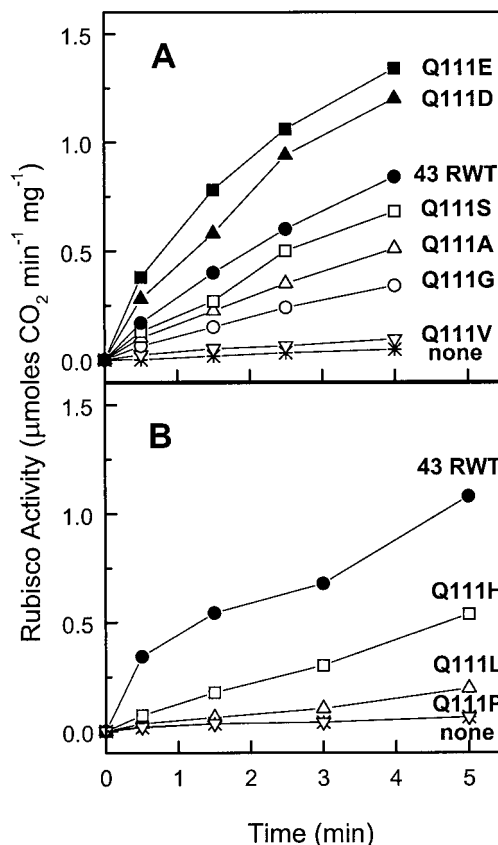 Rubisco Activity (µmoles CO₂ min⁻¹ mg⁻¹)
1.5
1.0
0.5
0.0
A
Q111E
Q111D
43 RWT
Q111S
Q111A
Q111G
Q111V
none
1.5
1.0
0.5
0.0
B
43 RWT
Q111H
Q111L
Q111P
none
0 1 2 3 4 5
Time (min)